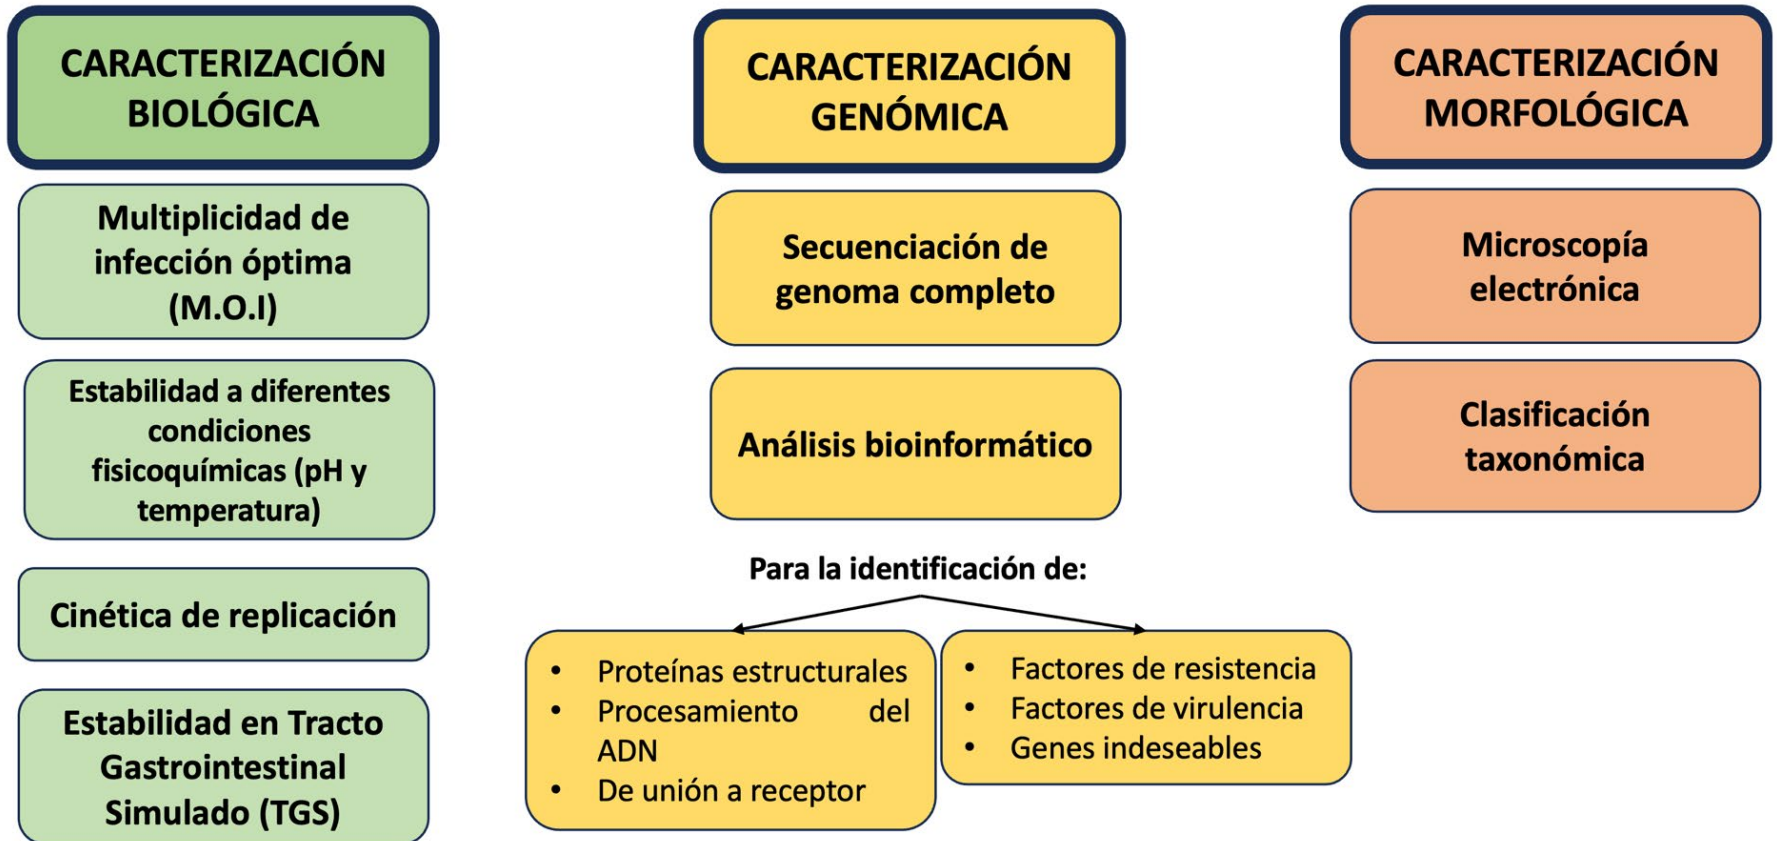 CARACTERIZACIÓN
BIOLÓGICA
Multiplicidad de
infección óptima
(M.O.I)
Estabilidad a diferentes
condiciones
fisicoquímicas (pH y
temperatura)
Cinética de replicación
Estabilidad en Tracto
Gastrointestinal
Simulado (TGS)
CARACTERIZACIÓN
GENÓMICA
Secuenciación de
genoma completo
Análisis bioinformático
Para la identificación de:
• Proteínas estructurales
• Procesamiento del
ADN
• De unión a receptor
• Factores de resistencia
• Factores de virulencia
• Genes indeseables
CARACTERIZACIÓN
MORFOLÓGICA
Microscopía
electrónica
Clasificación
taxonómica